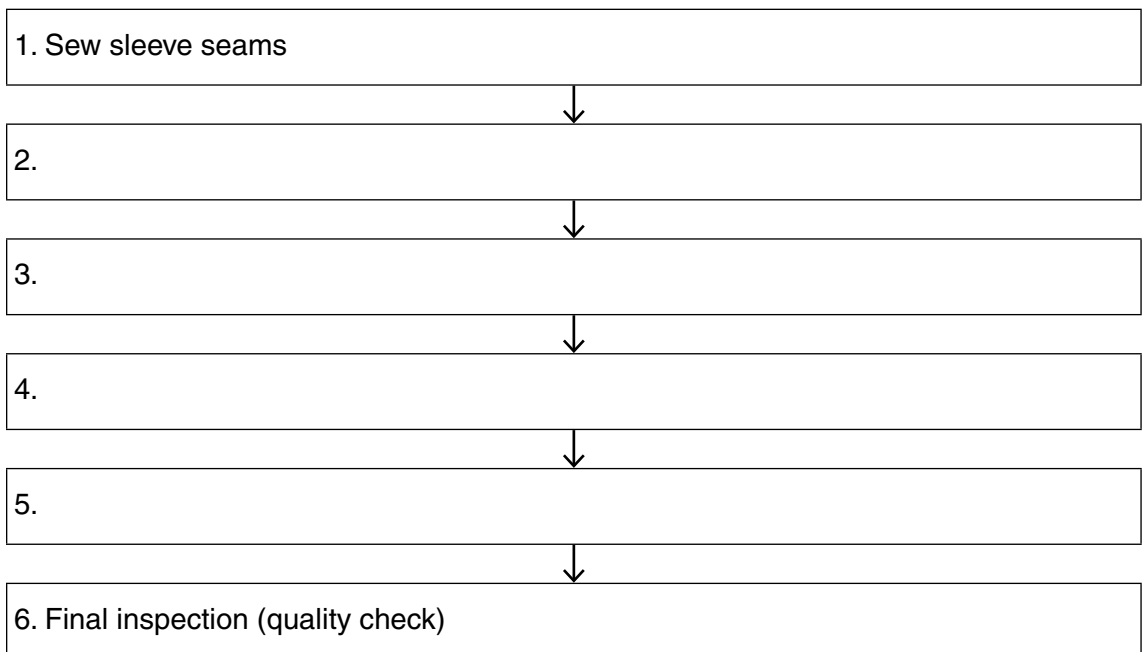 1. Sew sleeve seams
2.
3.
4.
5.
6. Final inspection (quality check)